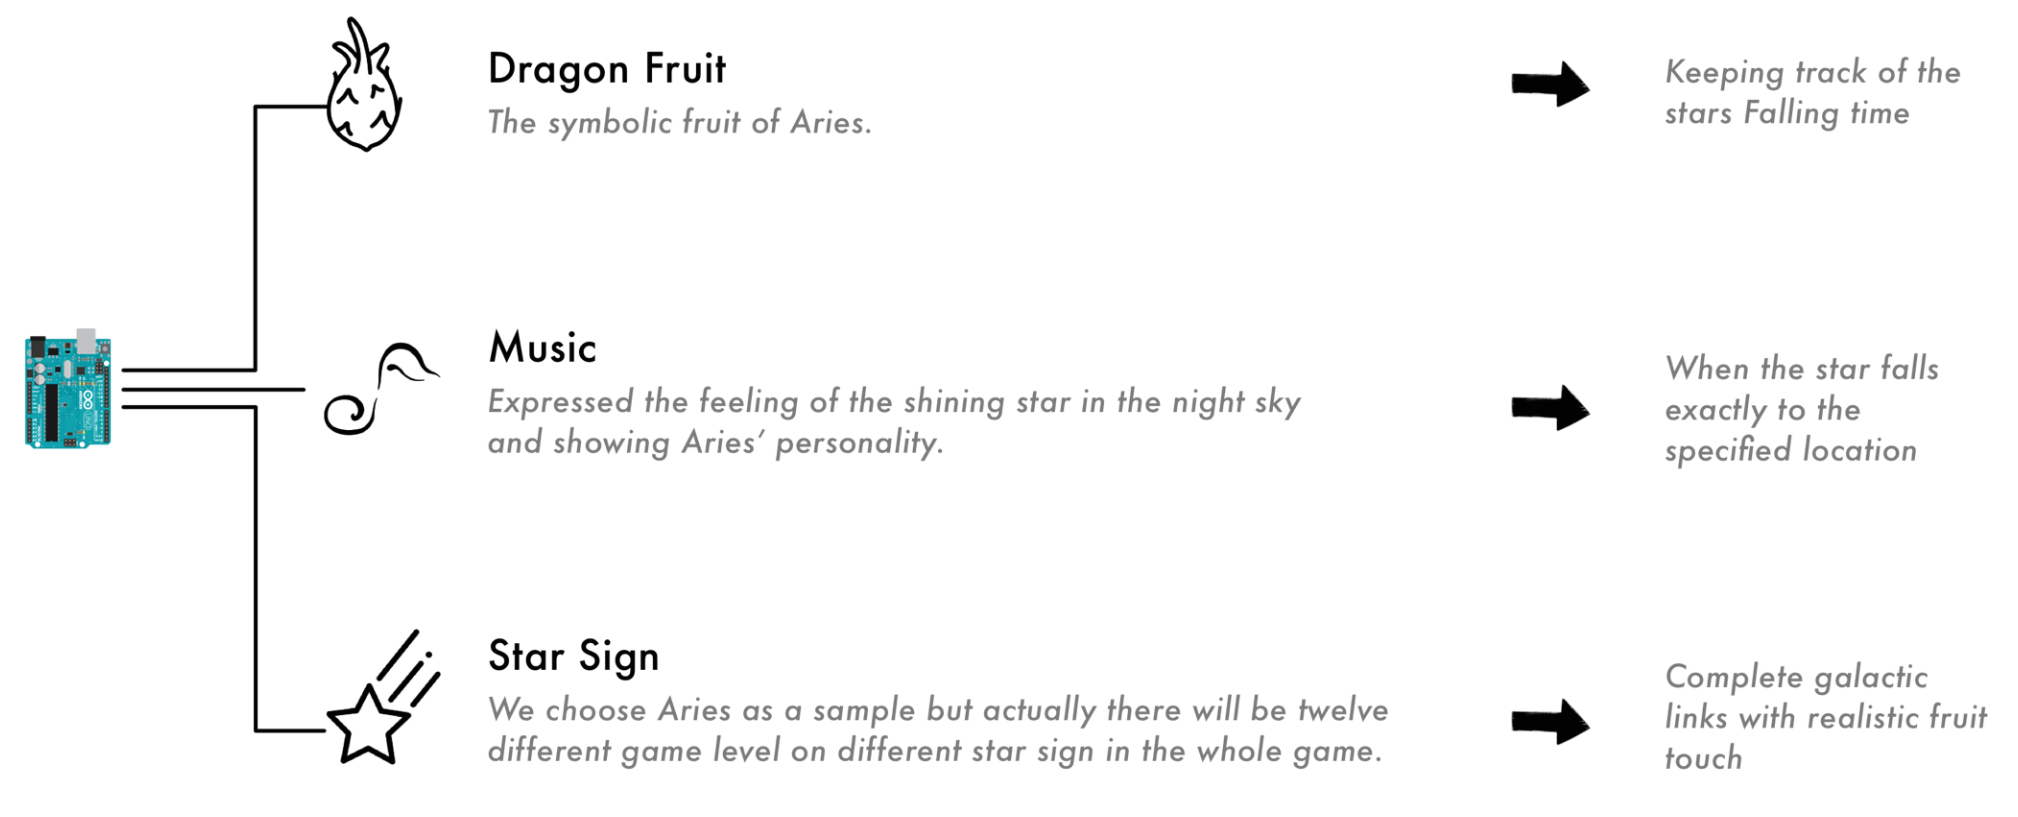 Dragon Fruit
The symbolic fruit of Aries.
Keeping track of the
stars Falling time
Music
Expressed the feeling of the shining star in the night sky
and showing Aries’ personality.
When the star falls
exactly to the
specified location
Star Sign
We choose Aries as a sample but actually there will be twelve
different game level on different star sign in the whole game.
Complete galactic
links with realistic fruit
touch